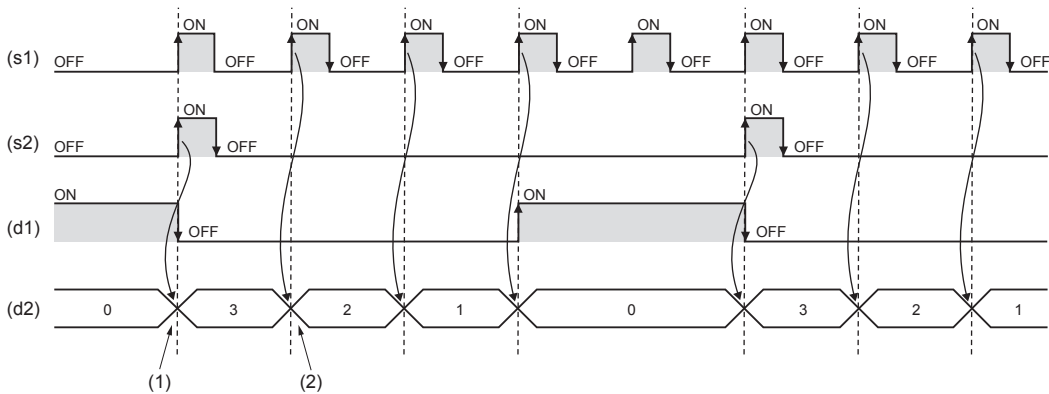 ON ON ON ON ON ON ON ON
(s1) OFF OFF OFF OFF OFF OFF OFF OFF OFF
ON ON
(s2) OFF OFF OFF
ON ON
(d1) OFF OFF
(d2) 0 3 2 1 0 3 2 1
(1) (2)